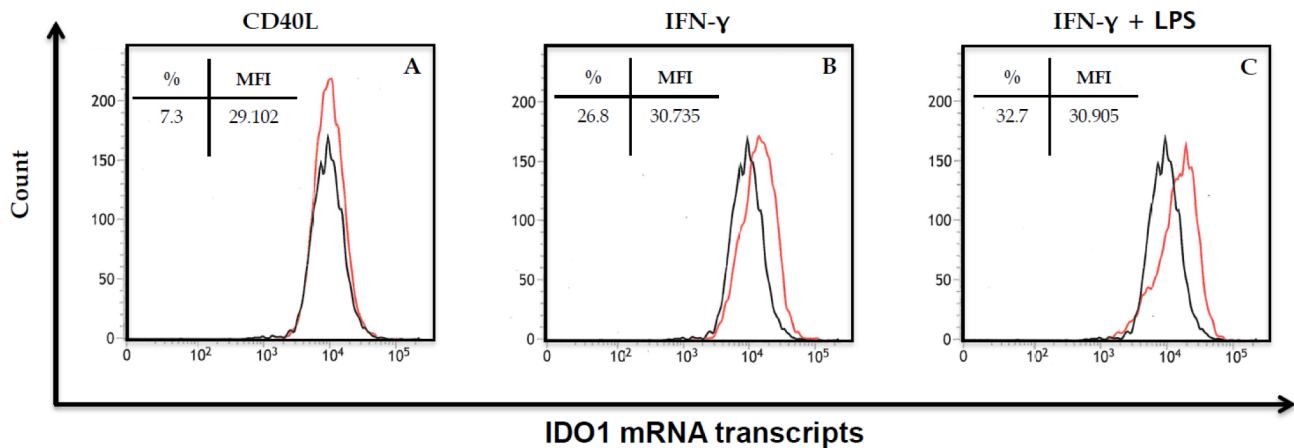 CD40L IFN-γ IFN-γ + LPS
A B C
% MFI % MFI % MFI
7.3 29.102 26.8 30.735 32.7 30.905
200 200 200
150 150 150
100 100 100
50 50 50
0 0 0
0 10² 10³ 10⁴ 10⁵ 0 10² 10³ 10⁴ 10⁵ 0 10² 10³ 10⁴ 10⁵
Count
IDO1 mRNA transcripts